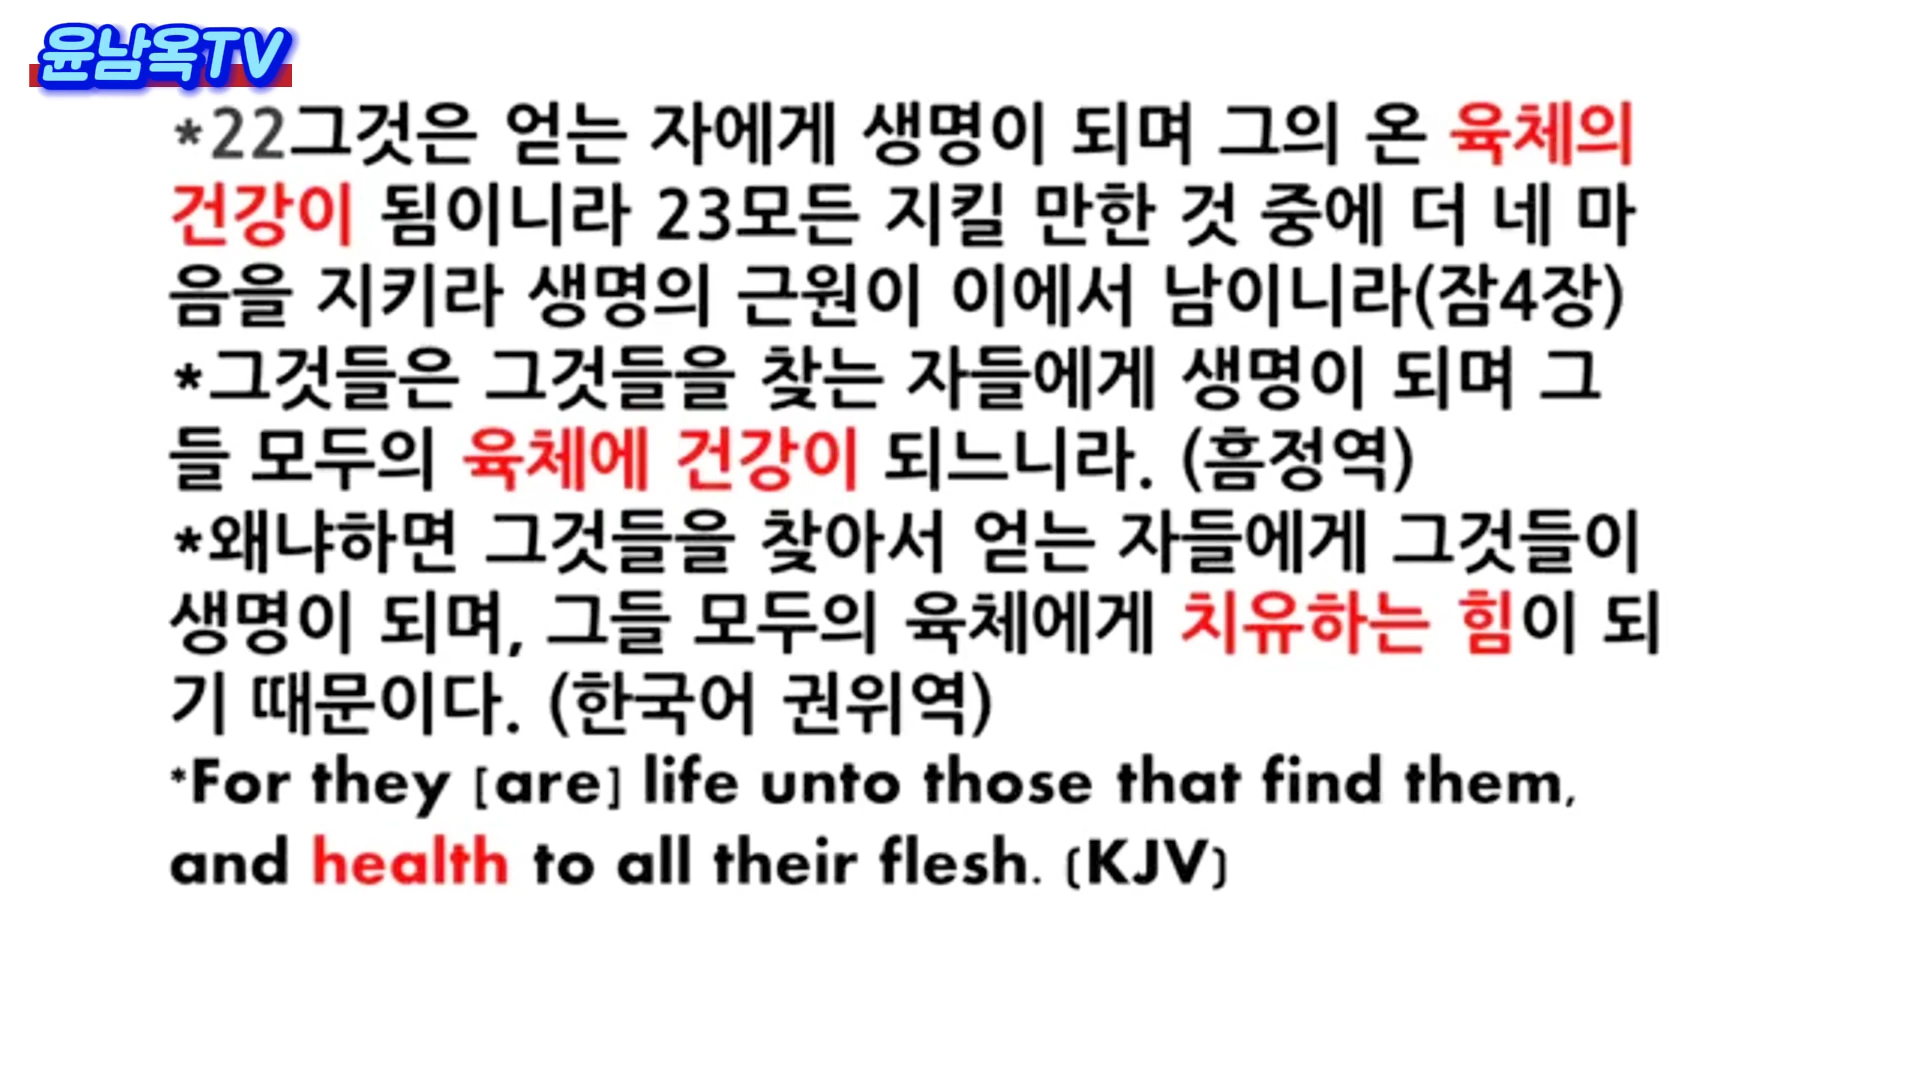 윤남옥TV
*22그것은 얻는 자에게 생명이 되며 그의 온 육체의
건강이 됨이니라 23모든 지킬 만한 것 중에 더 네 마
음을 지키라 생명의 근원이 이에서 남이니라(잠4장)
*그것들은 그것들을 찾는 자들에게 생명이 되며 그
들 모두의 육체에 건강이 되느니라. (흠정역)
*왜냐하면 그것들을 찾아서 얻는 자들에게 그것들이
생명이 되며, 그들 모두의 육체에게 치유하는 힘이 되
기 때문이다. (한국어 권위역)
*For they [are] life unto those that find them,
and health to all their flesh. (KJV)